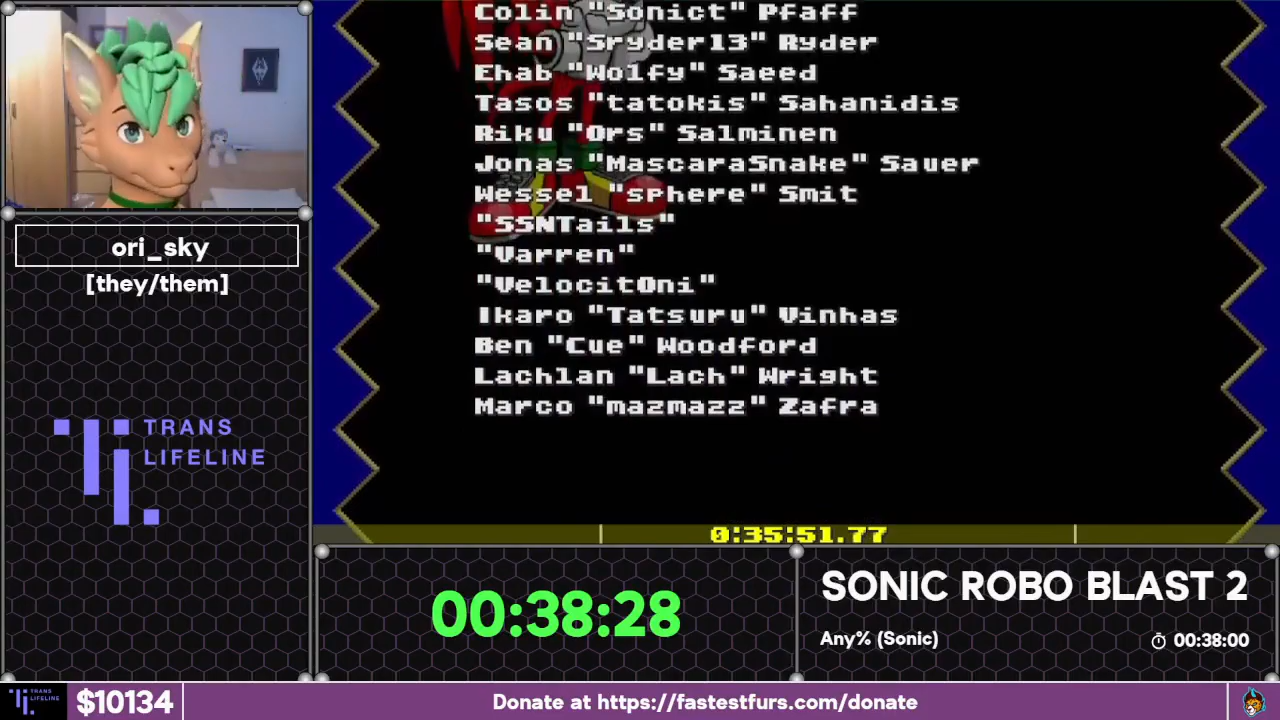 Colin "Sonict" Pfaff
Sean "Sryder13" Ryder
Ehab "Wolfy" Saeed
Tasos "tatokis" Sahanidis
Riku "Ors" Salminen
Jonas "MascaraSnake" Sauer
Wessel "sphere" Smit
"SSNTails"
"Varren"
"VelocitOni"
Ikaro "Tatsuru" Vinhas
Ben "Cue" Woodford
Lachlan "Lach" Wright
Marco "mazmazz" Zafra
0:35:51.77
ori_sky
[they/them]
TRANS
LIFELINE
00:38:28
SONIC ROBO BLAST 2
Any% (Sonic)
00:38:00
TRANS
LIFELINE
$10134
Donate at https://fastestfurs.com/donate